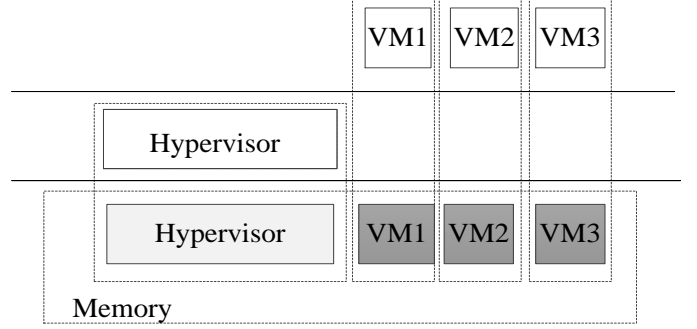 VM1 VM2 VM3
Hypervisor
Hypervisor VM1 VM2 VM3
Memory